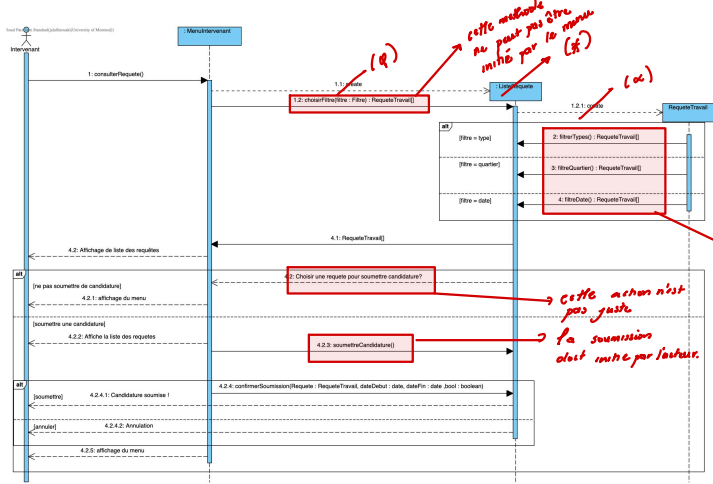 Intervenant
: MenuIntervenant
cette methode
ne peut pas être
initié par le menu
(Q)
(*)
(α)
1: consulterRequete()
1.1: create
: ListeRequete
1.2: choisirFiltre(filtre : Filtre) : RequeteTravail[]
1.2.1: create
RequeteTravail
alt
[filtre = type]
2: filtrerTypes() : RequeteTravail[]
[filtre = quartier]
3: filtreQuartier() : RequeteTravail[]
[filtre = date]
4: filtreDate() : RequeteTravail[]
4.1: RequeteTravail[]
4.2: Affichage de liste des requêtes
alt
4.2: Choisir une requete pour soumettre candidature?
[ne pas soumettre de candidature]
4.2.1: affichage du menu
cette action n'est
pas juste
[soumettre une candidature]
4.2.2: Affiche la liste des requetes
4.2.3: soumettreCandidature()
la soumission
doit initié par l'acteur.
alt
4.2.4: confirmerSoumission(Requete : RequeteTravail, dateDebut : date, dateFin : date ,bool : boolean)
[soumettre]
4.2.4.1: Candidature soumise !
[annuler]
4.2.4.2: Annulation
4.2.5: affichage du menu